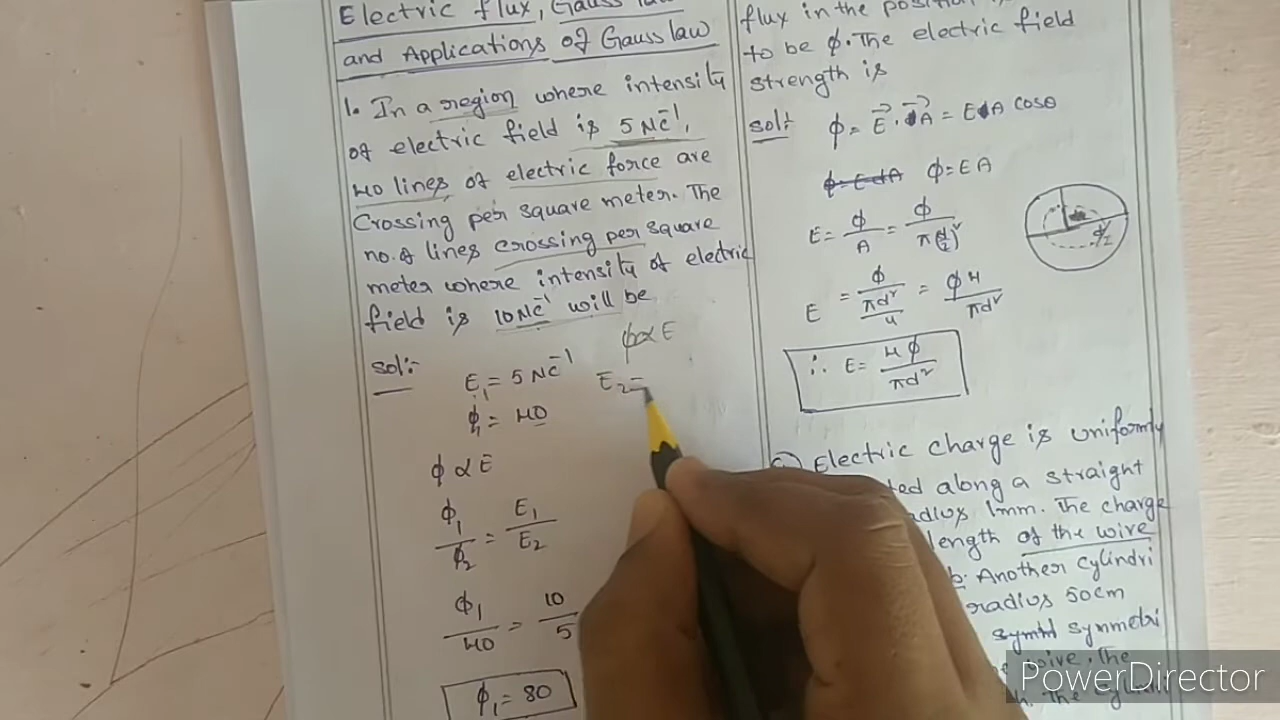 Electric flux, Gauss law
and Applications of Gauss law
1. In a region where intensity
of electric field is 5 NC⁻¹,
40 lines of electric force are
Crossing per square meter. The
no. of lines crossing per square
meter where intensity of electric
field is 10NC⁻¹ will be
ϕ∝E
Sol:-
E₁ = 5 NC⁻¹ E₂ =
ϕ₁ = 40
ϕ ∝ E
ϕ₁/ϕ₂ = E₁/E₂
ϕ₁/40 = 10/5
ϕ₁ = 80
flux in the
to be ϕ. The electric field
strength is
Sol:- ϕ = E⃗ . A⃗ = EA cosθ
ϕ = EA
E = ϕ/A = ϕ/π(d/2)²
d/2
E = ϕ/(πd²/4) = ϕ4/πd²
∴ E = 4ϕ/πd²
Electric charge is uniformly
along a straight
1mm. The charge
length of the wire
Another cylindri
radius 50cm
symmetri
wire. The
The
PowerDirector